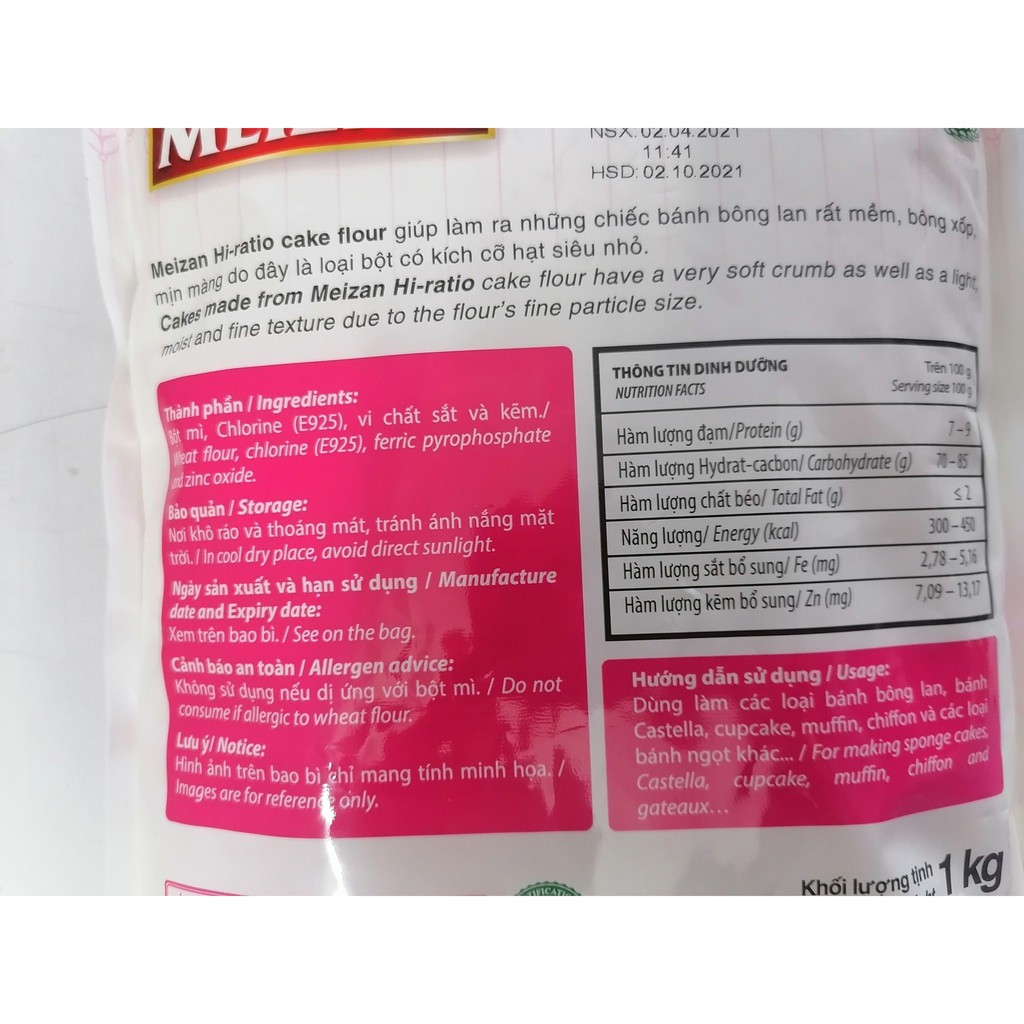 NSX: 02.04.2021
11:41
HSD: 02.10.2021
Meizan Hi-ratio cake flour giúp làm ra những chiếc bánh bông lan rất mềm, bông xốp,
mịn màng do đây là loại bột có kích cỡ hạt siêu nhỏ.
Cakes made from Meizan Hi-ratio cake flour have a very soft crumb as well as a light,
moist and fine texture due to the flour's fine particle size.
Thành phần / Ingredients:
Bột mì, Chlorine (E925), vi chất sắt và kẽm./
Wheat flour, chlorine (E925), ferric pyrophosphate
and zinc oxide.
Bảo quản / Storage:
Nơi khô ráo và thoáng mát, tránh ánh nắng mặt
trời. / In cool dry place, avoid direct sunlight.
Ngày sản xuất và hạn sử dụng / Manufacture
date and Expiry date:
Xem trên bao bì. / See on the bag.
Cảnh báo an toàn / Allergen advice:
Không sử dụng nếu dị ứng với bột mì. / Do not
consume if allergic to wheat flour.
Lưu ý/ Notice:
Hình ảnh trên bao bì chỉ mang tính minh họa. /
Images are for reference only.
THÔNG TIN DINH DƯỠNG Trên 100 g
NUTRITION FACTS Serving size 100 g
Hàm lượng đạm/Protein (g) 7–9
Hàm lượng Hydrat-cacbon/ Carbohydrate (g) 70–85
Hàm lượng chất béo/ Total Fat (g) ≤ 2
Năng lượng/ Energy (kcal) 300–450
Hàm lượng sắt bổ sung/ Fe (mg) 2,78–5,16
Hàm lượng kẽm bổ sung/ Zn (mg) 7,09–13,17
Hướng dẫn sử dụng / Usage:
Dùng làm các loại bánh bông lan, bánh
Castella, cupcake, muffin, chiffon và các loại
bánh ngọt khác... / For making sponge cakes,
Castella, cupcake, muffin, chiffon and
gateaux...
Khối lượng tịnh 1 kg